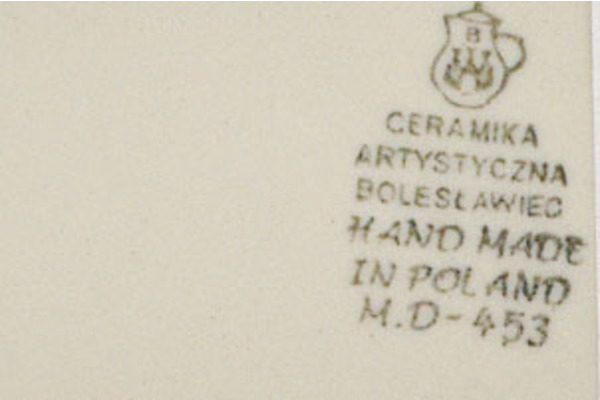 B
CERAMIKA
ARTYSTYCZNA
BOLESŁAWIEC
HAND MADE
IN POLAND
M.D-453